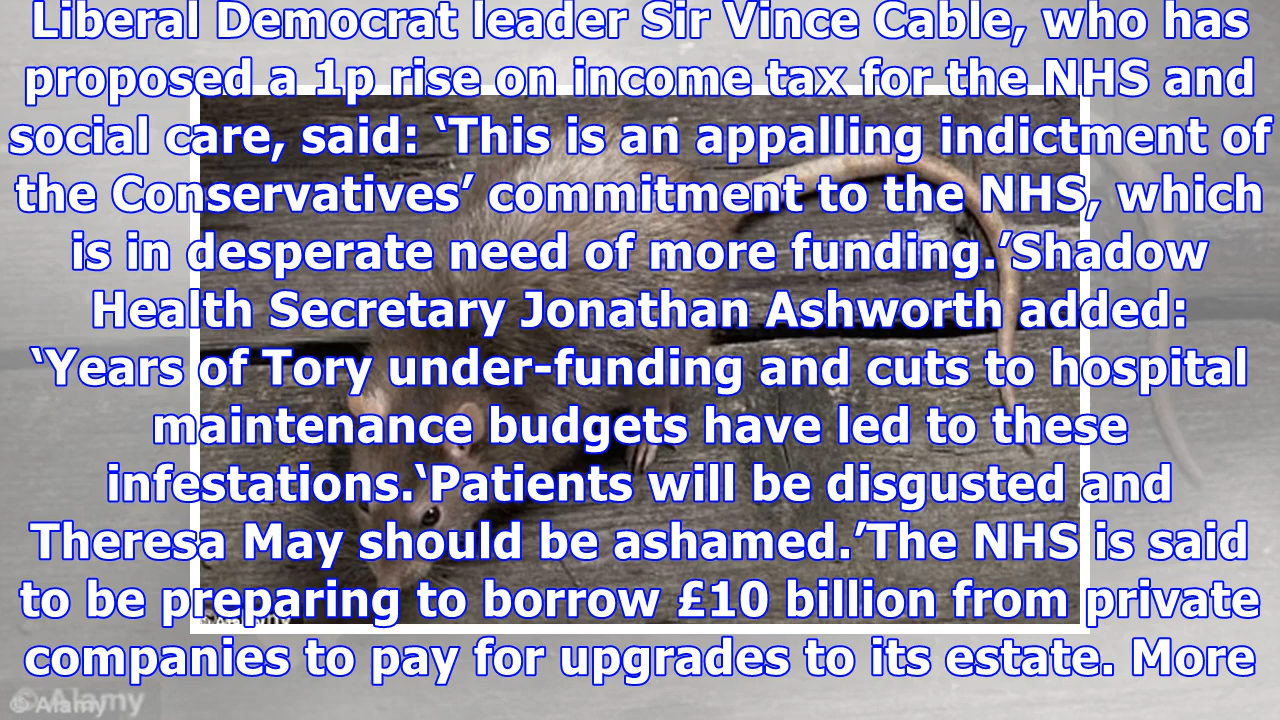 Liberal Democrat leader Sir Vince Cable, who has
proposed a 1p rise on income tax for the NHS and
social care, said: ‘This is an appalling indictment of
the Conservatives’ commitment to the NHS, which
is in desperate need of more funding.’Shadow
Health Secretary Jonathan Ashworth added:
‘Years of Tory under-funding and cuts to hospital
maintenance budgets have led to these
infestations.‘Patients will be disgusted and
Theresa May should be ashamed.’The NHS is said
to be preparing to borrow £10 billion from private
companies to pay for upgrades to its estate. More
© Alamy
© Alamy